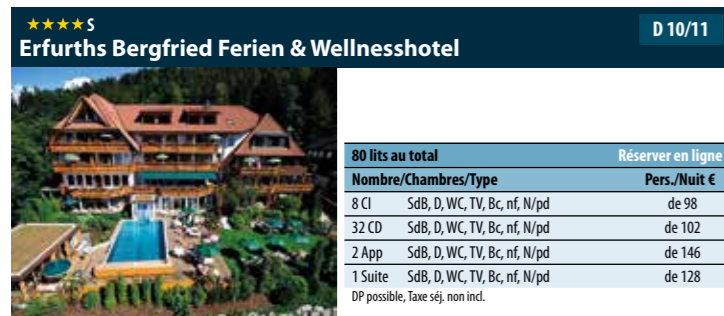 ★★★★S
Erfurths Bergfried Ferien & Wellnesshotel
D 10/11
80 lits au total Réserver en ligne
Nombre/Chambres/Type Pers./Nuit €
8 CI SdB, D, WC, TV, Bc, nf, N/pd de 98
32 CD SdB, D, WC, TV, Bc, nf, N/pd de 102
2 App SdB, D, WC, TV, Bc, nf, N/pd de 146
1 Suite SdB, D, WC, TV, Bc, nf, N/pd de 128
DP possible, Taxe séj. non incl.